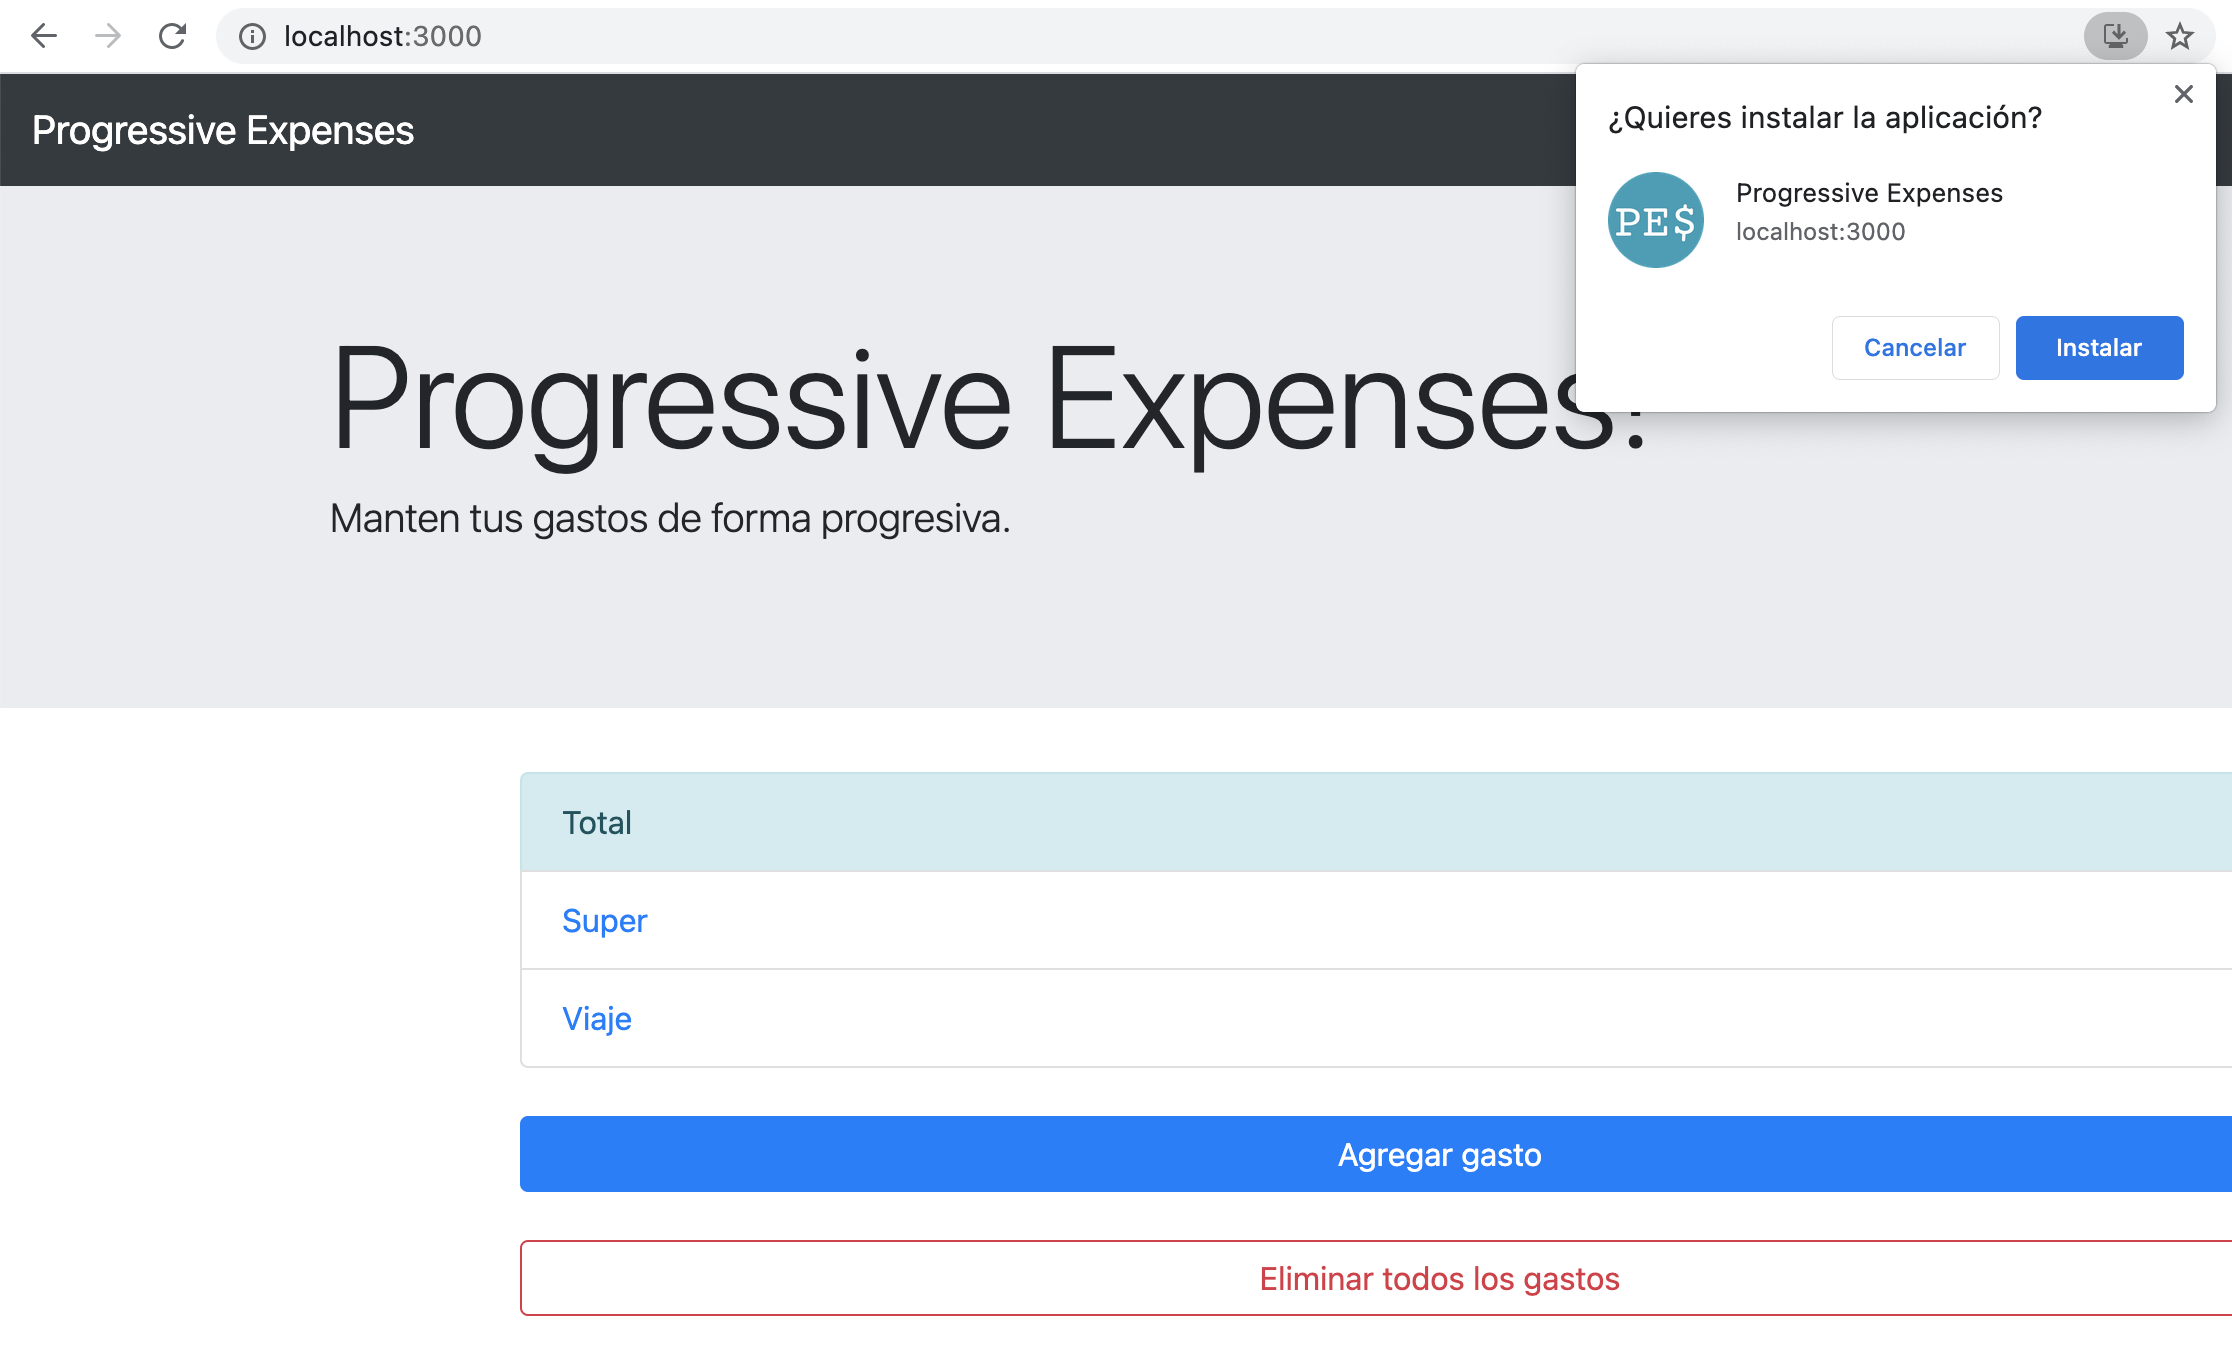 localhost:3000
Progressive Expenses
¿Quieres instalar la aplicación?
PE$
Progressive Expenses
localhost:3000
Cancelar
Instalar
Progressive Expenses!
Manten tus gastos de forma progresiva.
Total
Super
Viaje
Agregar gasto
Eliminar todos los gastos